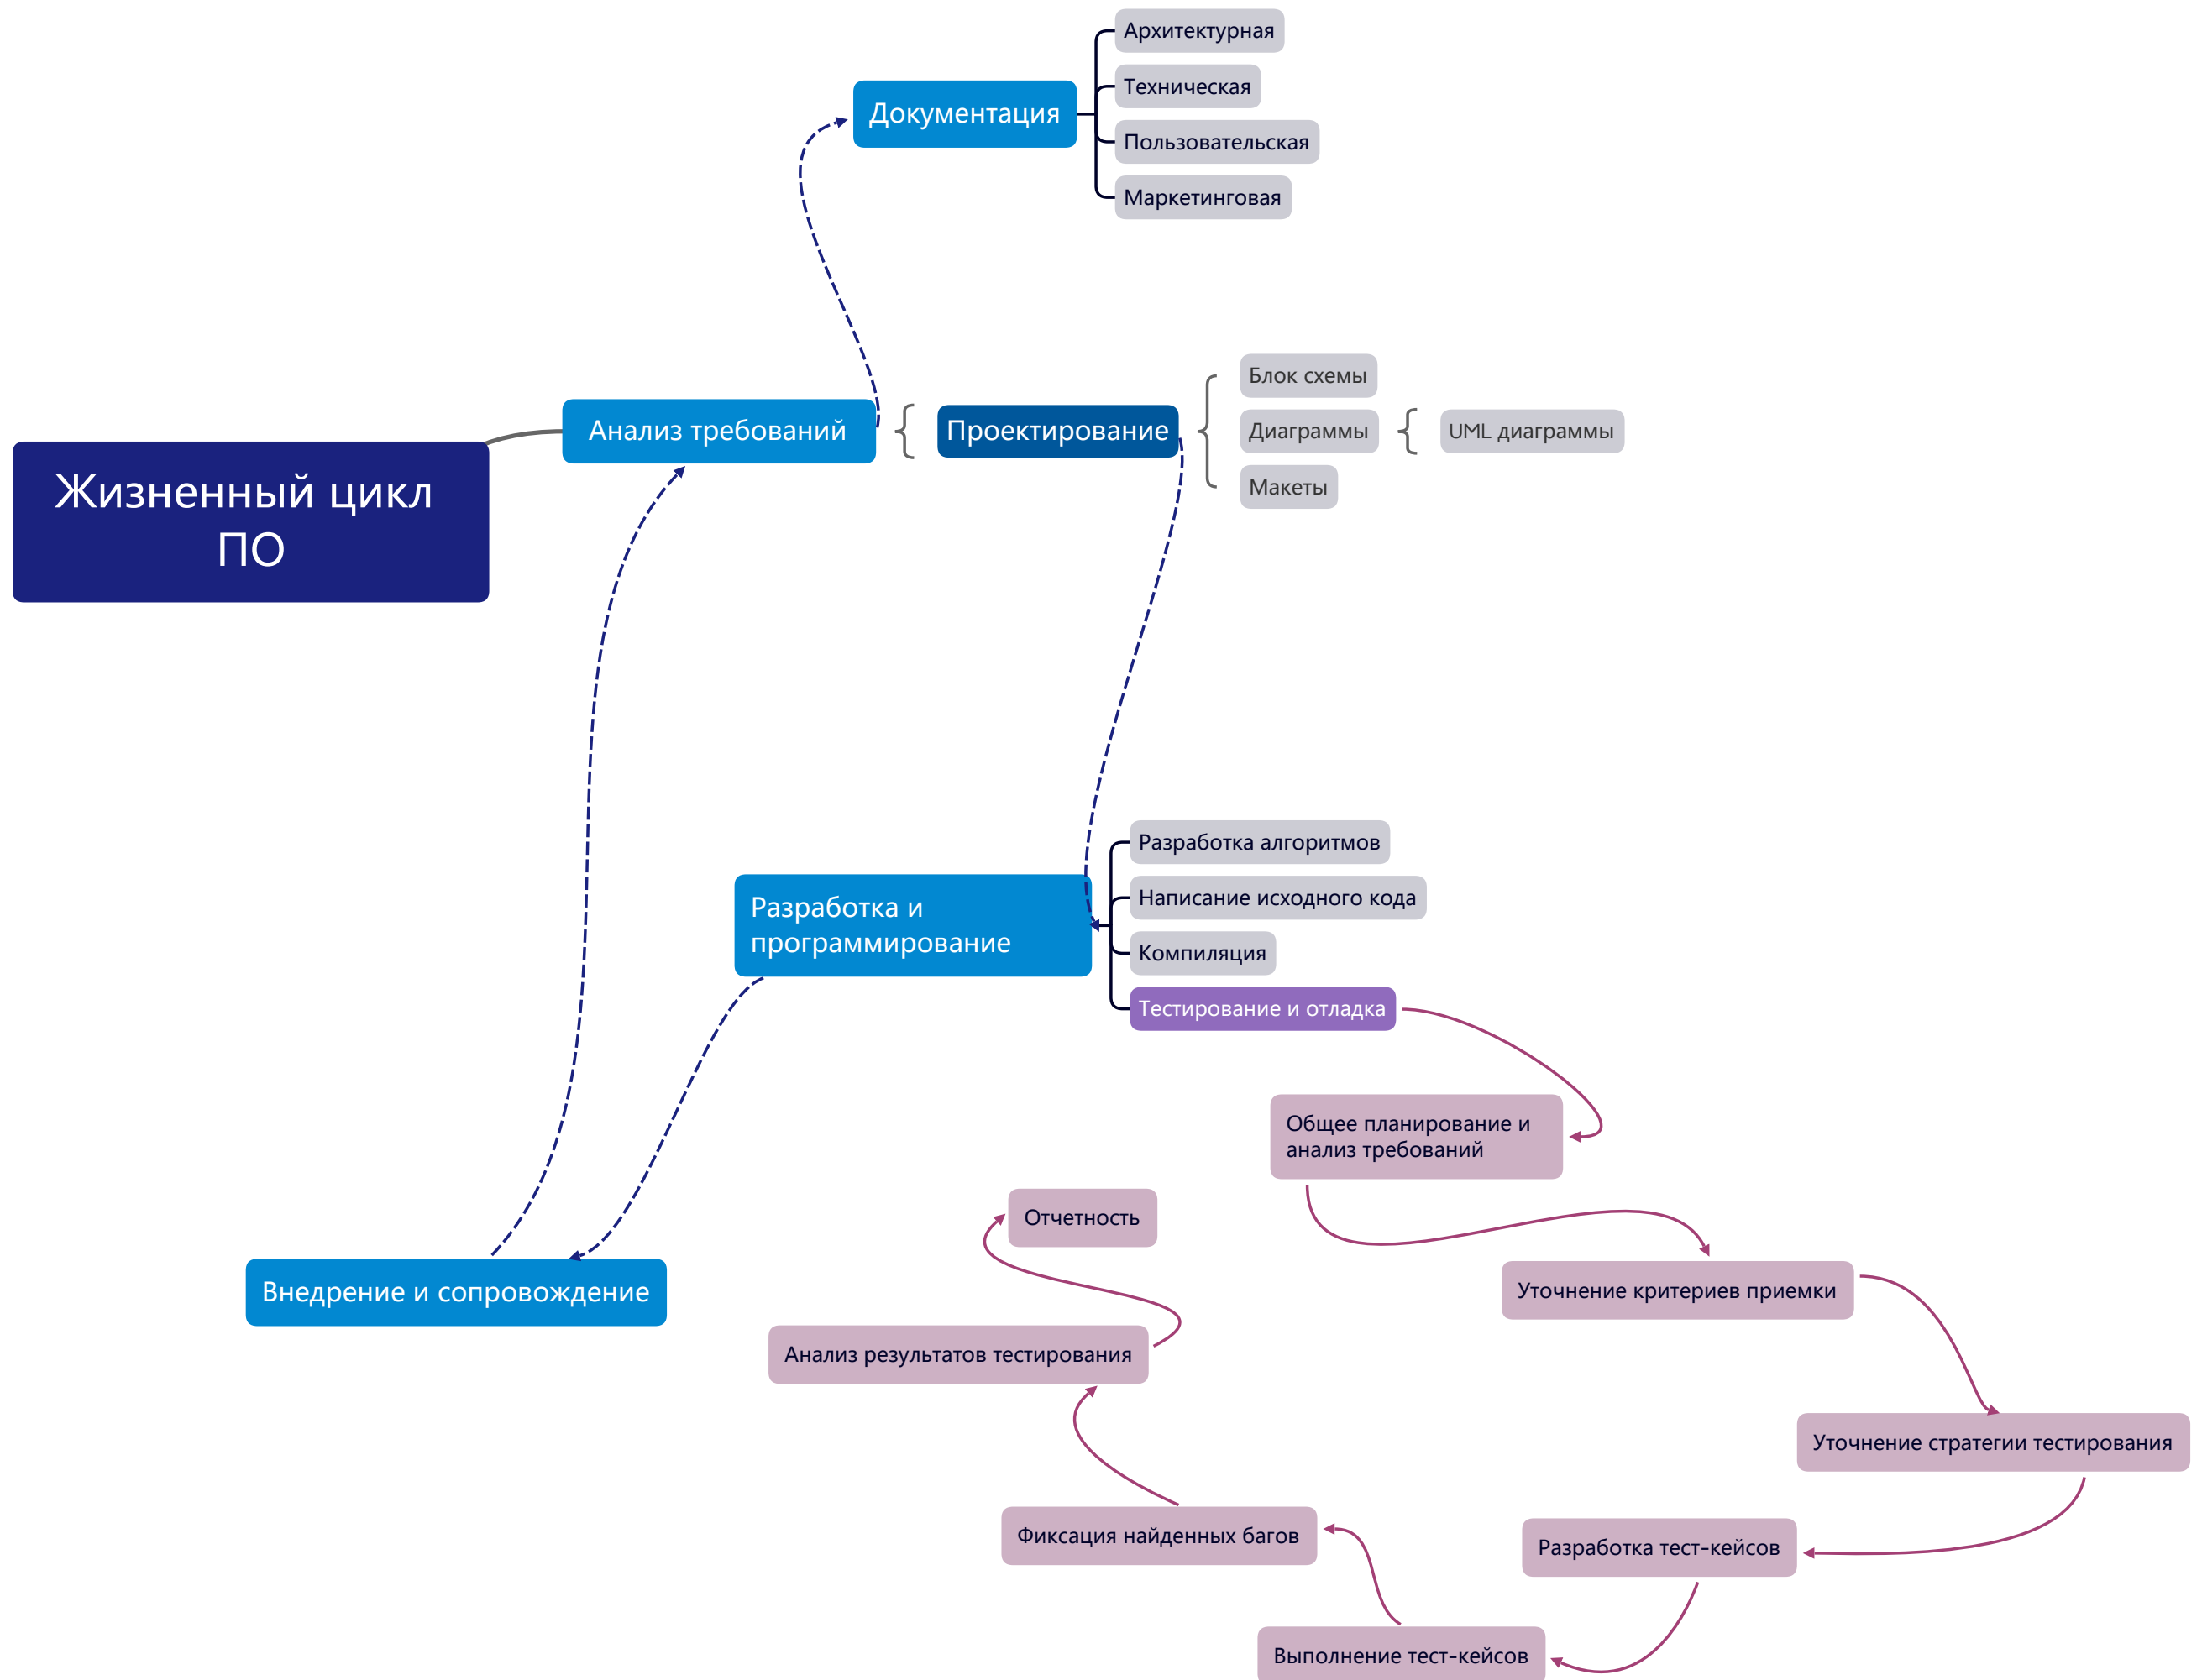 Архитектурная
Техническая
Документация
Пользовательская
Маркетинговая
Блок схемы
Анализ требований
Проектирование
Диаграммы
UML диаграммы
Макеты
Жизненный цикл
ПО
Разработка алгоритмов
Написание исходного кода
Разработка и
программирование
Компиляция
Тестирование и отладка
Общее планирование и
анализ требований
Отчетность
Уточнение критериев приемки
Внедрение и сопровождение
Анализ результатов тестирования
Уточнение стратегии тестирования
Фиксация найденных багов
Разработка тест-кейсов
Выполнение тест-кейсов